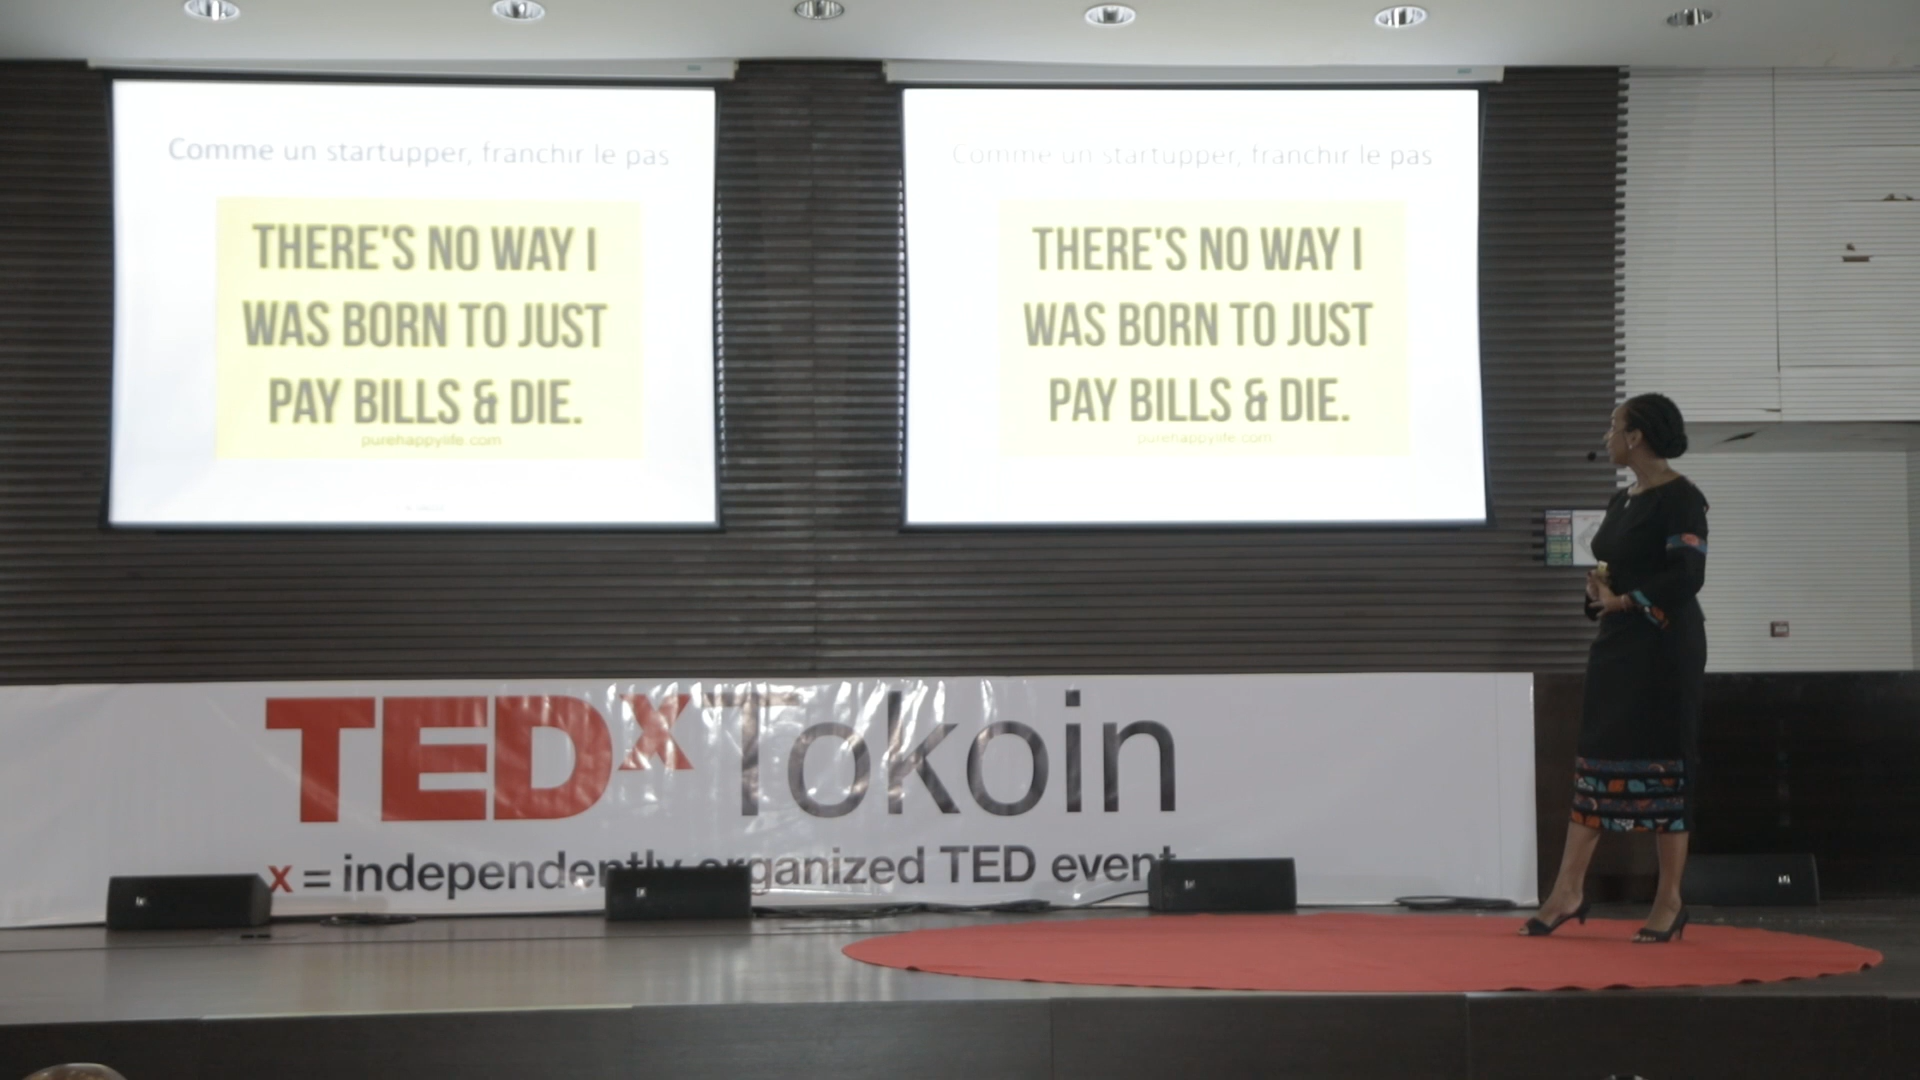 Comme un startupper, franchir le pas
THERE'S NO WAY I
WAS BORN TO JUST
PAY BILLS & DIE.
purehappylife.com
Comme un startupper, franchir le pas
THERE'S NO WAY I
WAS BORN TO JUST
PAY BILLS & DIE.
purehappylife.com
TEDxTokoin
x = independently organized TED event